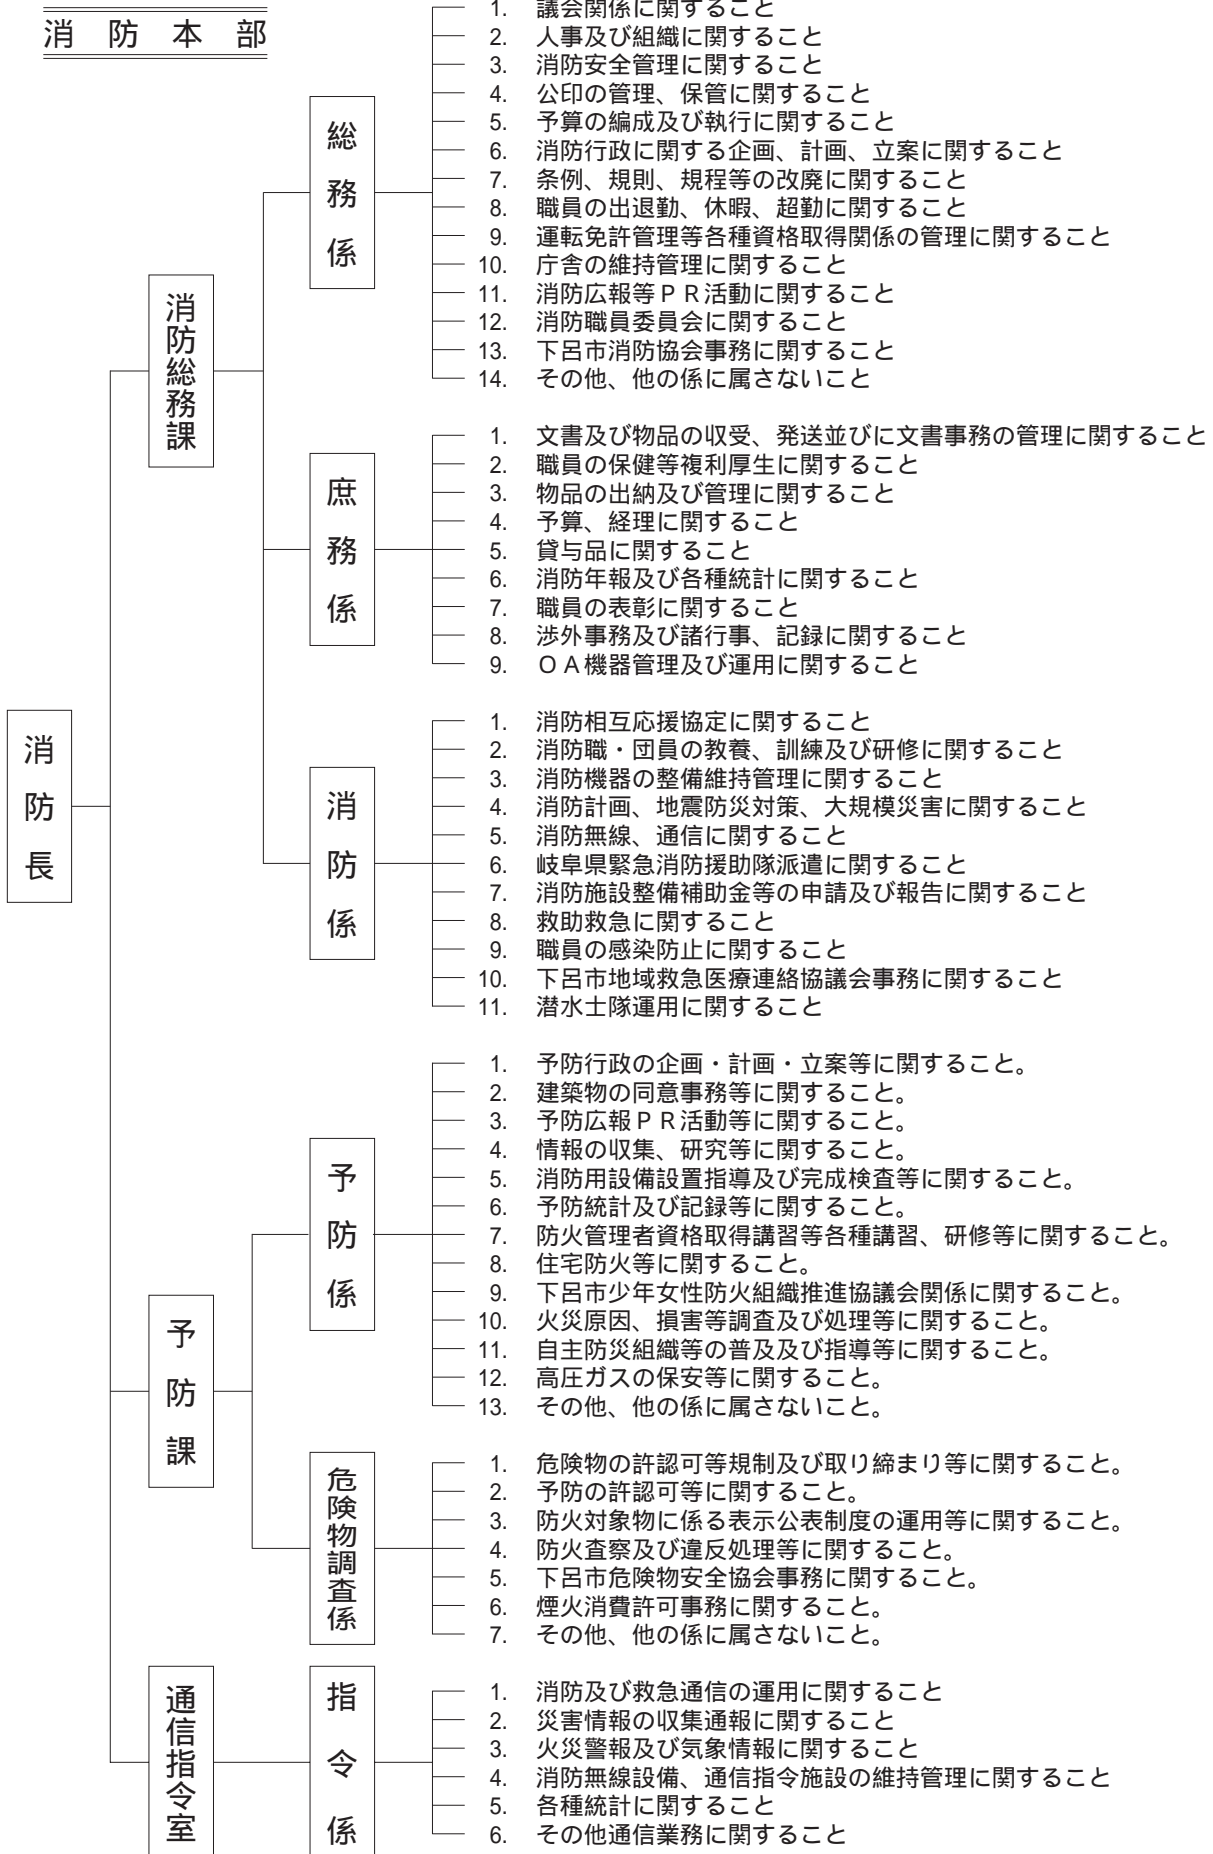 消防本部
消防長
消防総務課
総務係
1. 議会関係に関すること
2. 人事及び組織に関すること
3. 消防安全管理に関すること
4. 公印の管理、保管に関すること
5. 予算の編成及び執行に関すること
6. 消防行政に関する企画、計画、立案に関すること
7. 条例、規則、規程等の改廃に関すること
8. 職員の出退勤、休暇、超勤に関すること
9. 運転免許管理等各種資格取得関係の管理に関すること
10. 庁舎の維持管理に関すること
11. 消防広報等ＰＲ活動に関すること
12. 消防職員委員会に関すること
13. 下呂市消防協会事務に関すること
14. その他、他の係に属さないこと
庶務係
1. 文書及び物品の収受、発送並びに文書事務の管理に関すること
2. 職員の保健等複利厚生に関すること
3. 物品の出納及び管理に関すること
4. 予算、経理に関すること
5. 貸与品に関すること
6. 消防年報及び各種統計に関すること
7. 職員の表彰に関すること
8. 渉外事務及び諸行事、記録に関すること
9. ＯＡ機器管理及び運用に関すること
消防係
1. 消防相互応援協定に関すること
2. 消防職・団員の教養、訓練及び研修に関すること
3. 消防機器の整備維持管理に関すること
4. 消防計画、地震防災対策、大規模災害に関すること
5. 消防無線、通信に関すること
6. 岐阜県緊急消防援助隊派遣に関すること
7. 消防施設整備補助金等の申請及び報告に関すること
8. 救助救急に関すること
9. 職員の感染防止に関すること
10. 下呂市地域救急医療連絡協議会事務に関すること
11. 潜水士隊運用に関すること
予防課
予防係
1. 予防行政の企画・計画・立案等に関すること。
2. 建築物の同意事務等に関すること。
3. 予防広報ＰＲ活動等に関すること。
4. 情報の収集、研究等に関すること。
5. 消防用設備設置指導及び完成検査等に関すること。
6. 予防統計及び記録等に関すること。
7. 防火管理者資格取得講習等各種講習、研修等に関すること。
8. 住宅防火等に関すること。
9. 下呂市少年女性防火組織推進協議会関係に関すること。
10. 火災原因、損害等調査及び処理等に関すること。
11. 自主防災組織等の普及及び指導等に関すること。
12. 高圧ガスの保安等に関すること。
13. その他、他の係に属さないこと。
危険物調査係
1. 危険物の許認可等規制及び取り締まり等に関すること。
2. 予防の許認可等に関すること。
3. 防火対象物に係る表示公表制度の運用等に関すること。
4. 防火査察及び違反処理等に関すること。
5. 下呂市危険物安全協会事務に関すること。
6. 煙火消費許可事務に関すること。
7. その他、他の係に属さないこと。
通信指令室
指令係
1. 消防及び救急通信の運用に関すること
2. 災害情報の収集通報に関すること
3. 火災警報及び気象情報に関すること
4. 消防無線設備、通信指令施設の維持管理に関すること
5. 各種統計に関すること
6. その他通信業務に関すること